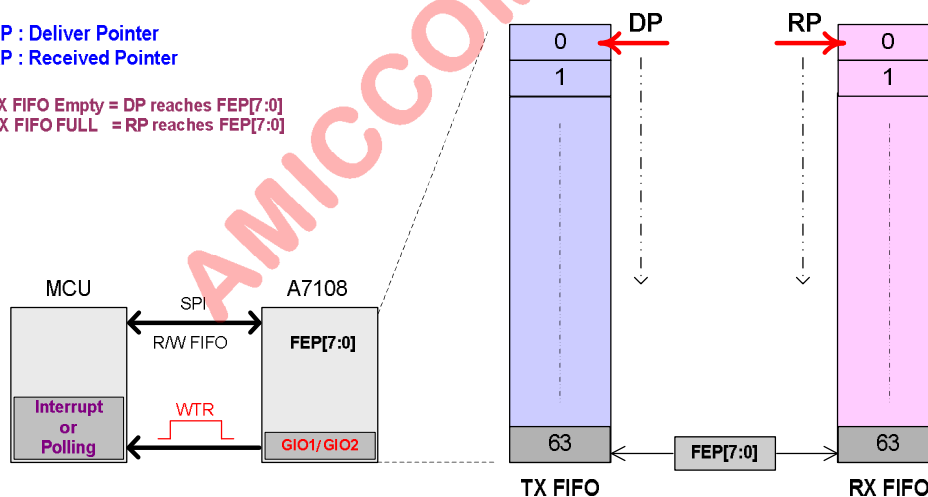 P : Deliver Pointer
P : Received Pointer
X FIFO Empty = DP reaches FEP[7:0]
X FIFO FULL = RP reaches FEP[7:0]
AMICCOM
DP
RP
0
0
1
1
MCU
A7108
SPI
R/W FIFO
FEP[7:0]
Interrupt
or
Polling
WTR
GIO1/GIO2
63
FEP[7:0]
63
TX FIFO
RX FIFO